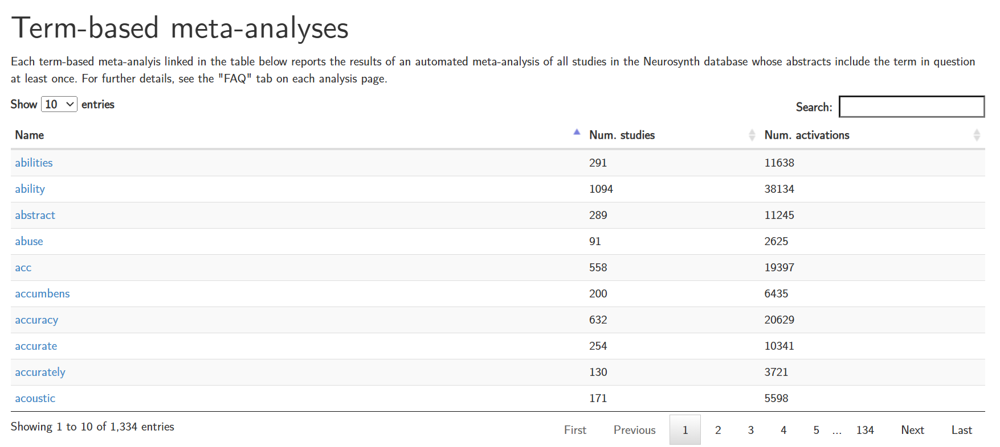 Term-based meta-analyses
Each term-based meta-analyis linked in the table below reports the results of an automated meta-analysis of all studies in the Neurosynth database whose abstracts include the term in question
at least once. For further details, see the "FAQ" tab on each analysis page.
Show 10 entries
Search:
Name Num. studies Num. activations
abilities 291 11638
ability 1094 38134
abstract 289 11245
abuse 91 2625
acc 558 19397
accumbens 200 6435
accuracy 632 20629
accurate 254 10341
accurately 130 3721
acoustic 171 5598
Showing 1 to 10 of 1,334 entries
First Previous 1 2 3 4 5 ... 134 Next Last